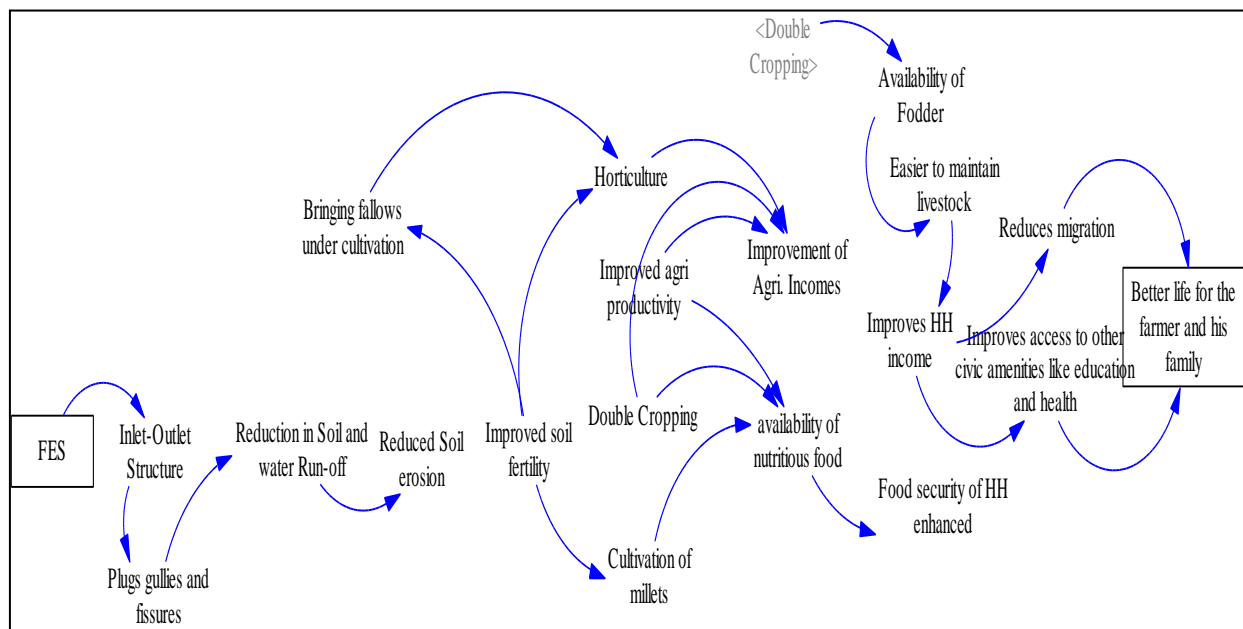 <Double
Cropping>
Availability of
Fodder
Horticulture
Easier to maintain
livestock
Bringing fallows
under cultivation
Reduces migration
Improvement of
Agri. Incomes
Improved agri
productivity
Better life for the
farmer and his
family
Improves HH
income
Improves access to other
civic amenities like education
and health
FES
Inlet-Outlet
Structure
Reduction in Soil and
water Run-off
Reduced Soil
erosion
Improved soil
fertility
Double Cropping
availability of
nutritious food
Food security of HH
enhanced
Plugs gullies and
fissures
Cultivation of
millets